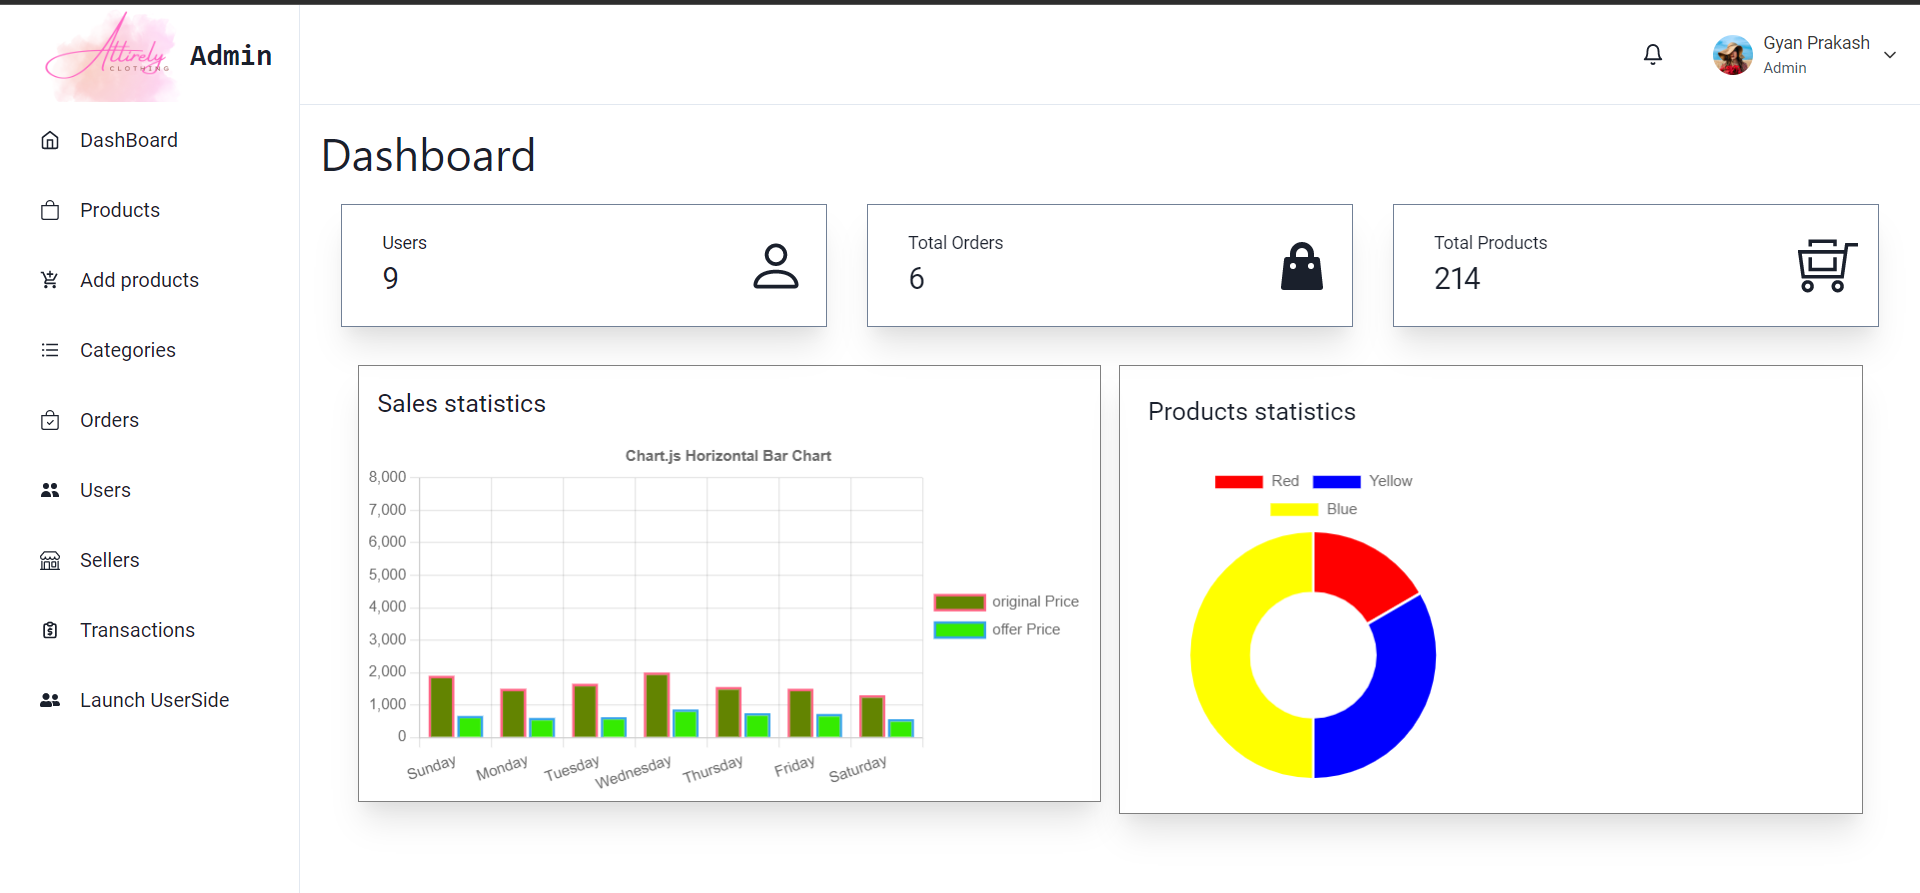 Attirely
CLOTHING
Admin
DashBoard
Products
Add products
Categories
Orders
Users
Sellers
Transactions
Launch UserSide
Gyan Prakash
Admin
Dashboard
Users
9
Total Orders
6
Total Products
214
Sales statistics
Chart.js Horizontal Bar Chart
8,000
7,000
6,000
5,000
4,000
3,000
2,000
1,000
0
Sunday
Monday
Tuesday
Wednesday
Thursday
Friday
Saturday
original Price
offer Price
Products statistics
Red
Yellow
Blue